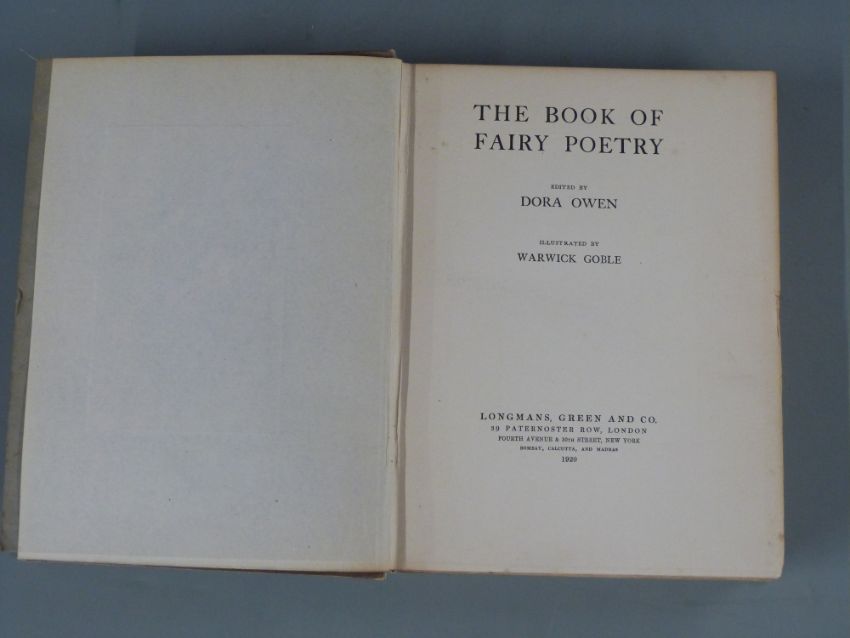 THE BOOK OF
FAIRY POETRY
EDITED BY
DORA OWEN
ILLUSTRATED BY
WARWICK GOBLE
LONGMANS, GREEN AND CO.
39 PATERNOSTER ROW, LONDON
FOURTH AVENUE & 30TH STREET, NEW YORK
BOMBAY, CALCUTTA, AND MADRAS
1920